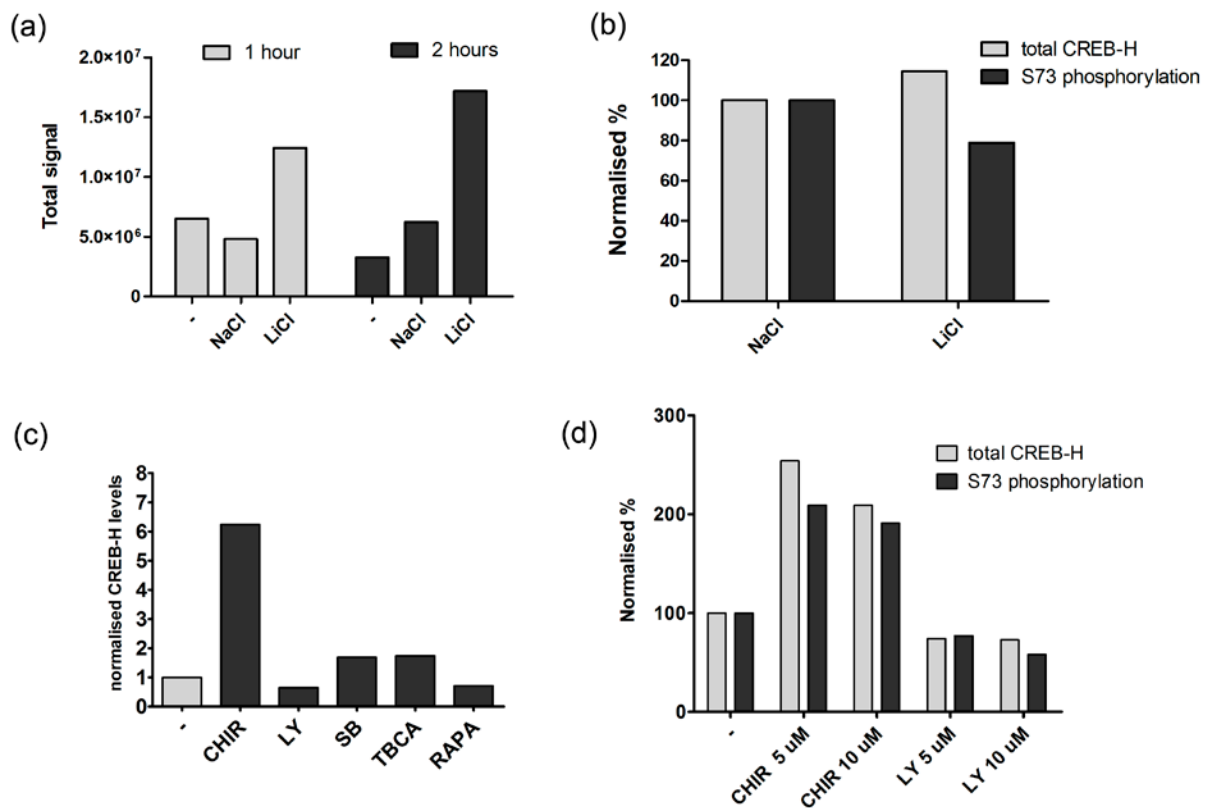 (a)
1 hour 2 hours
Total signal
2.0×10⁷
1.5×10⁷
1.0×10⁷
5.0×10⁶
0
- NaCl LiCl - NaCl LiCl
(b)
total CREB-H
S73 phosphorylation
Normalised %
120
100
80
60
40
20
0
NaCl LiCl
(c)
normalised CREB-H levels
8
7
6
5
4
3
2
1
0
- CHIR LY SB TBCA RAPA
(d)
total CREB-H
S73 phosphorylation
Normalised %
300
200
100
0
- CHIR 5 uM CHIR 10 uM LY 5 uM LY 10 uM